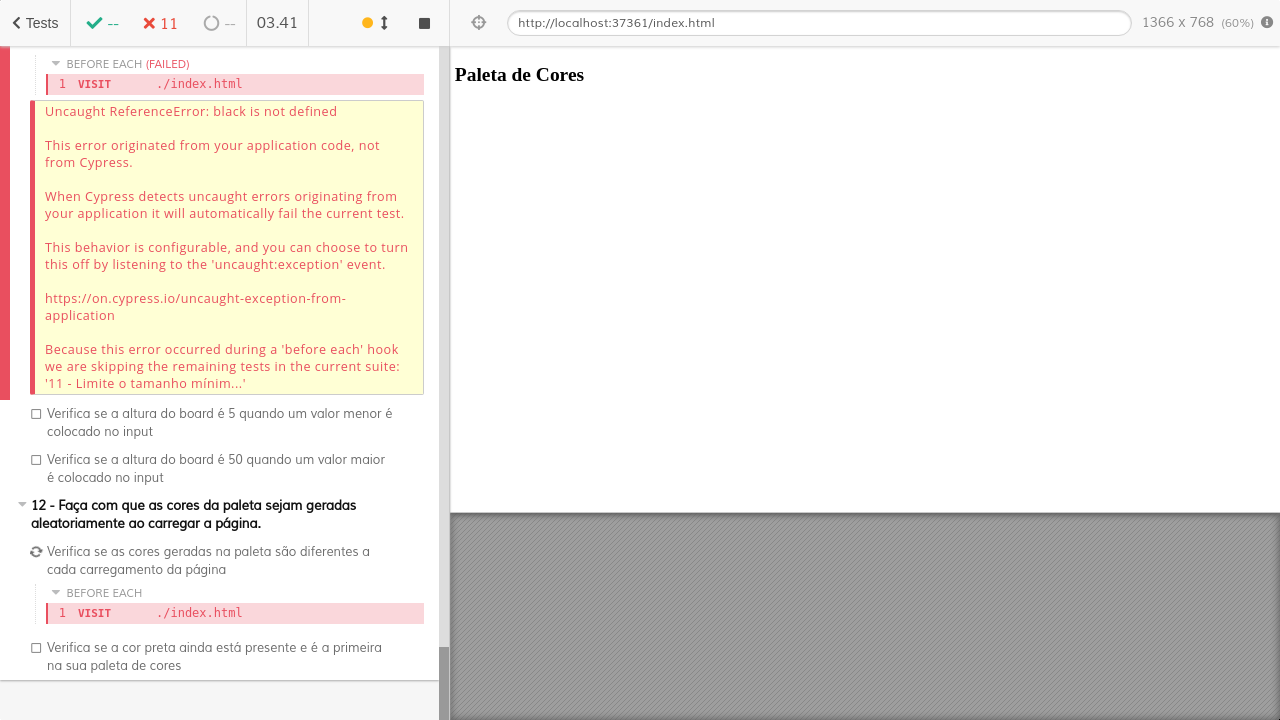 Tests
--
11
--
03.41
http://localhost:37361/index.html
1366 x 768 (60%)
BEFORE EACH (FAILED)
1 VISIT ./index.html
Uncaught ReferenceError: black is not defined
This error originated from your application code, not
from Cypress.
When Cypress detects uncaught errors originating from
your application it will automatically fail the current test.
This behavior is configurable, and you can choose to turn
this off by listening to the 'uncaught:exception' event.
https://on.cypress.io/uncaught-exception-from-
application
Because this error occurred during a 'before each' hook
we are skipping the remaining tests in the current suite:
'11 - Limite o tamanho mínim...'
Verifica se a altura do board é 5 quando um valor menor é
colocado no input
Verifica se a altura do board é 50 quando um valor maior
é colocado no input
12 - Faça com que as cores da paleta sejam geradas
aleatoriamente ao carregar a página.
Verifica se as cores geradas na paleta são diferentes a
cada carregamento da página
BEFORE EACH
1 VISIT ./index.html
Verifica se a cor preta ainda está presente e é a primeira
na sua paleta de cores
Paleta de Cores